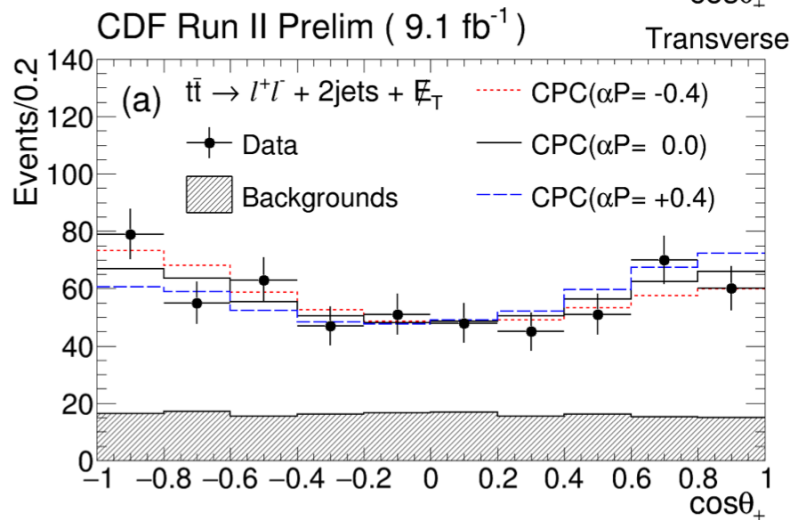 cosθ±
CDF Run II Prelim ( 9.1 fb⁻¹ )
Transverse
Events/0.2
140
120
100
80
60
40
20
0
(a)
tt̄ → l⁺l⁻ + 2jets + E̸_T
Data
Backgrounds
CPC(αP= -0.4)
CPC(αP= 0.0)
CPC(αP= +0.4)
−1 −0.8 −0.6 −0.4 −0.2 0 0.2 0.4 0.6 0.8 1
cosθ₊